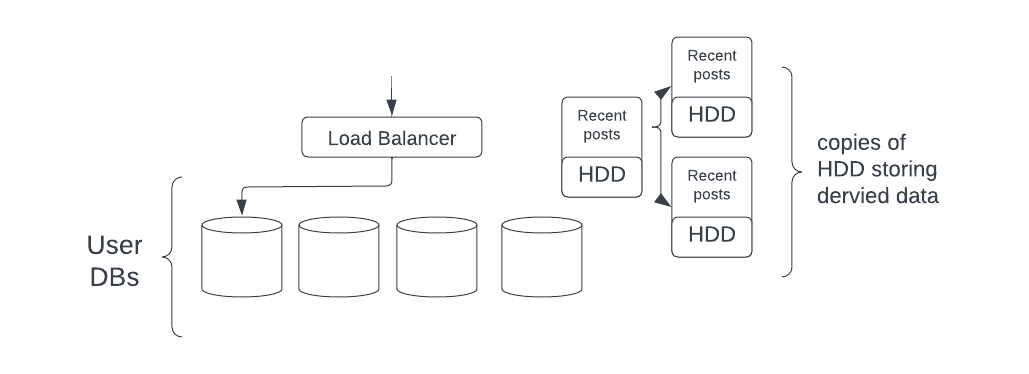 Load Balancer
User
DBs
Recent
posts
HDD
Recent
posts
HDD
Recent
posts
HDD
copies of
HDD storing
dervied data